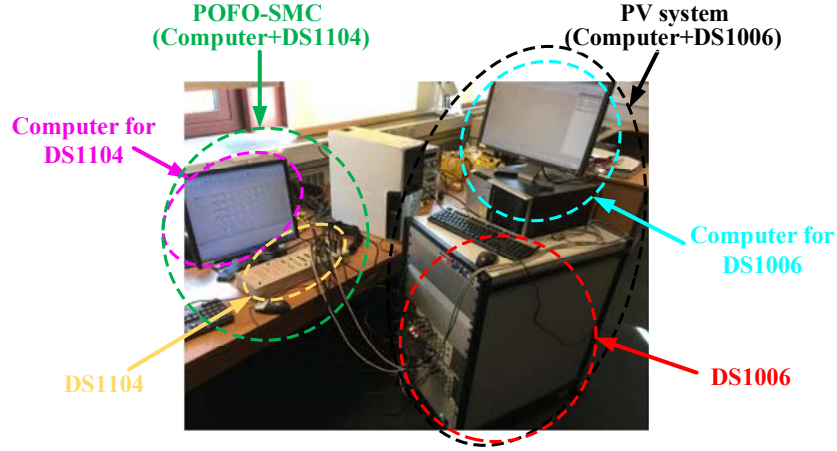 POFO-SMC
(Computer+DS1104)
PV system
(Computer+DS1006)
Computer for
DS1104
Computer for
DS1006
DS1104
DS1006